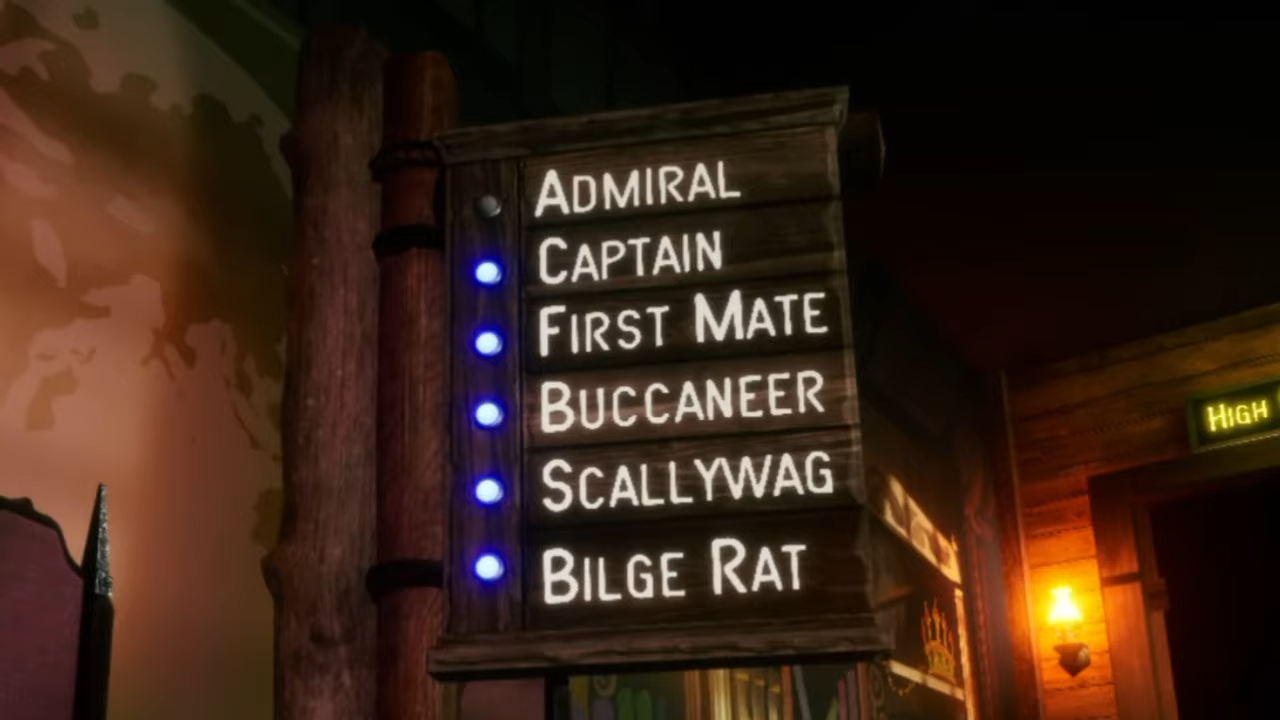 ADMIRAL
CAPTAIN
FIRST MATE
BUCCANEER
SCALLYWAG
BILGE RAT
HIGH